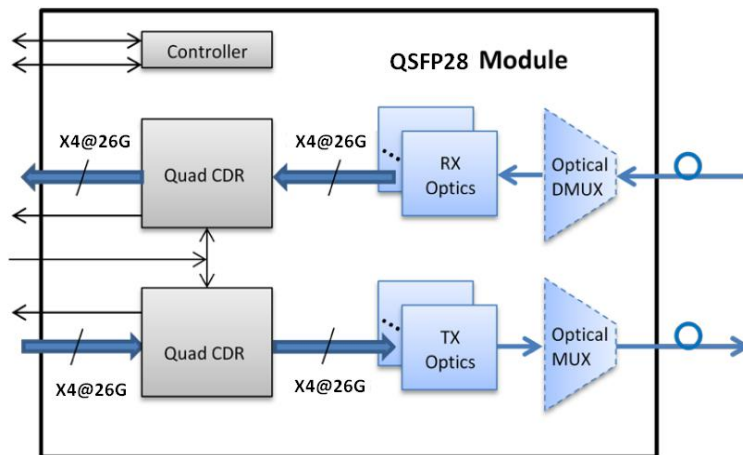 Controller
QSFP28 Module
X4@26G
X4@26G
Quad CDR
RX
Optics
Optical
DMUX
Quad CDR
TX
Optics
Optical
MUX
X4@26G
X4@26G